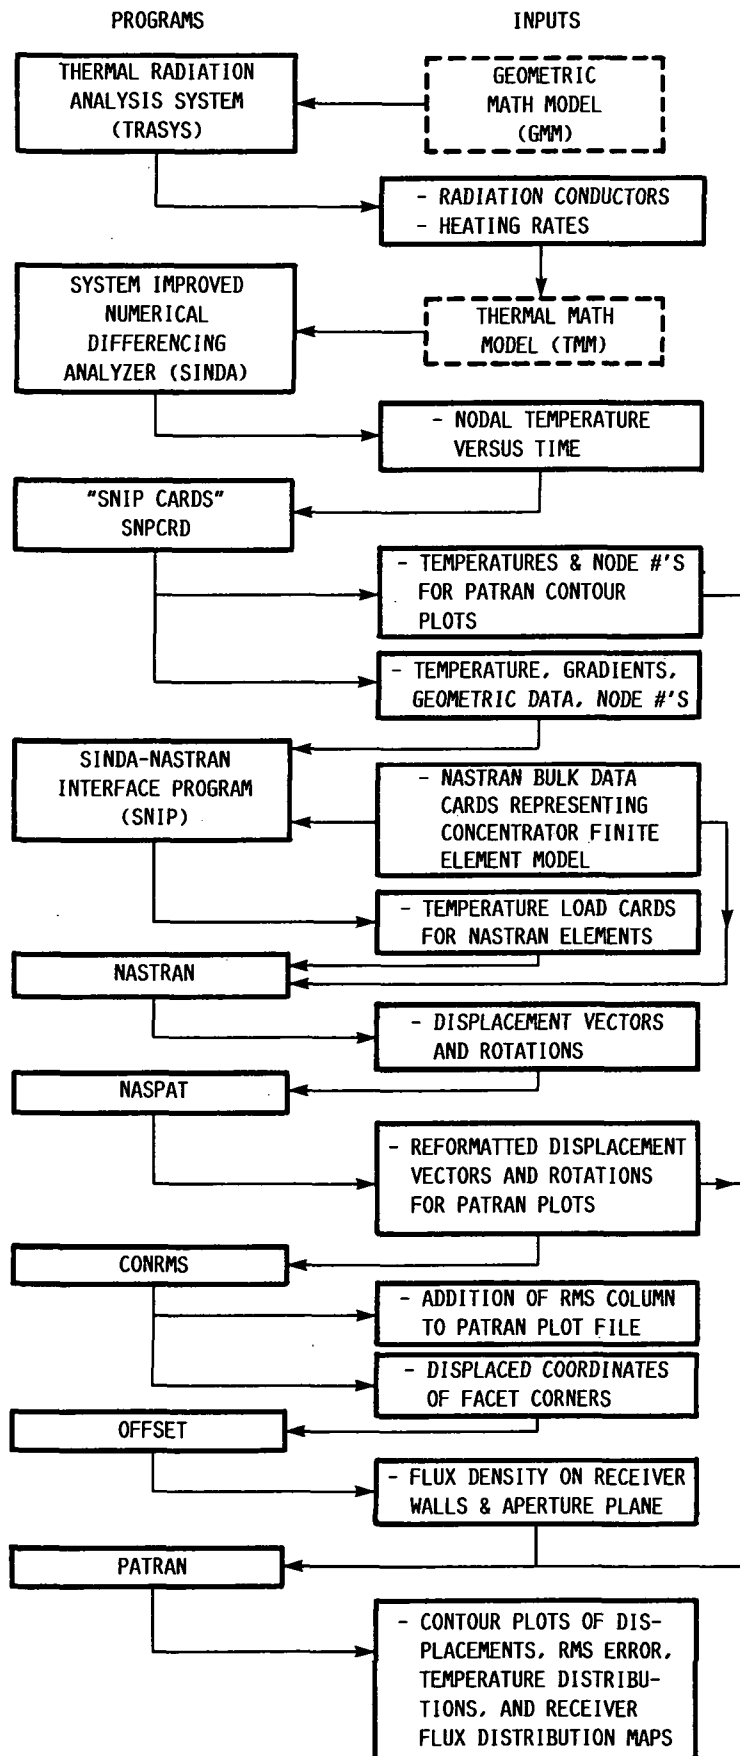 PROGRAMS
INPUTS
THERMAL RADIATION
ANALYSIS SYSTEM
(TRASYS)
GEOMETRIC
MATH MODEL
(GMM)
- RADIATION CONDUCTORS
- HEATING RATES
SYSTEM IMPROVED
NUMERICAL
DIFFERENCING
ANALYZER (SINDA)
THERMAL MATH
MODEL (TMM)
- NODAL TEMPERATURE
VERSUS TIME
"SNIP CARDS"
SNPCRD
- TEMPERATURES & NODE #'S
FOR PATRAN CONTOUR
PLOTS
- TEMPERATURE, GRADIENTS,
GEOMETRIC DATA, NODE #'S
SINDA-NASTRAN
INTERFACE PROGRAM
(SNIP)
- NASTRAN BULK DATA
CARDS REPRESENTING
CONCENTRATOR FINITE
ELEMENT MODEL
- TEMPERATURE LOAD CARDS
FOR NASTRAN ELEMENTS
NASTRAN
- DISPLACEMENT VECTORS
AND ROTATIONS
NASPAT
- REFORMATTED DISPLACEMENT
VECTORS AND ROTATIONS
FOR PATRAN PLOTS
CONRMS
- ADDITION OF RMS COLUMN
TO PATRAN PLOT FILE
- DISPLACED COORDINATES
OF FACET CORNERS
OFFSET
- FLUX DENSITY ON RECEIVER
WALLS & APERTURE PLANE
PATRAN
- CONTOUR PLOTS OF DIS-
PLACEMENTS, RMS ERROR,
TEMPERATURE DISTRIBU-
TIONS, AND RECEIVER
FLUX DISTRIBUTION MAPS